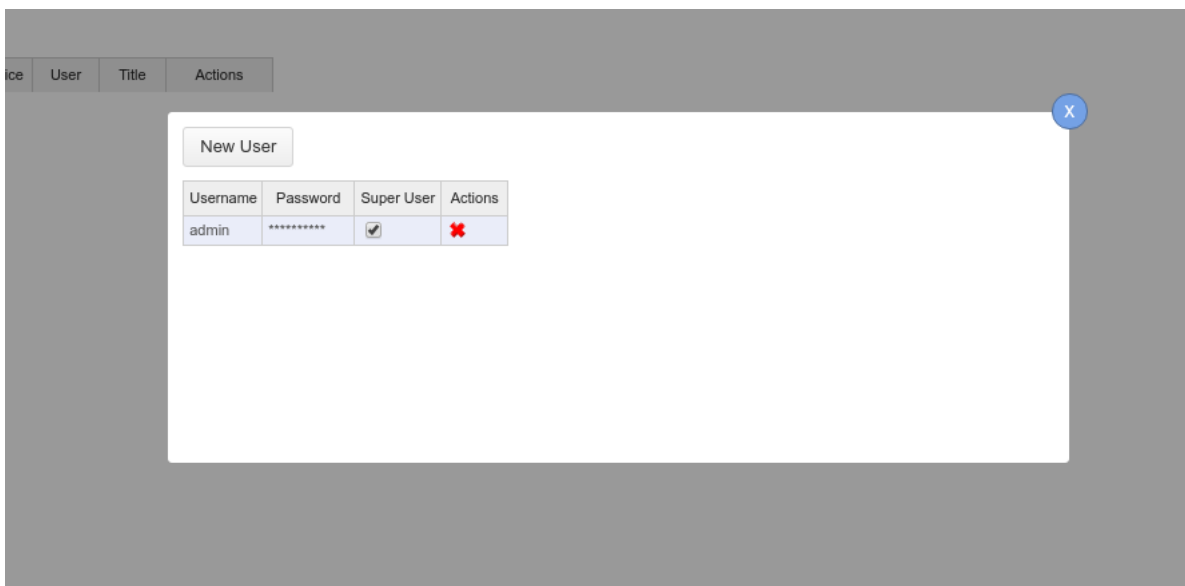 ice User Title Actions
X
New User
Username Password Super User Actions
admin **********